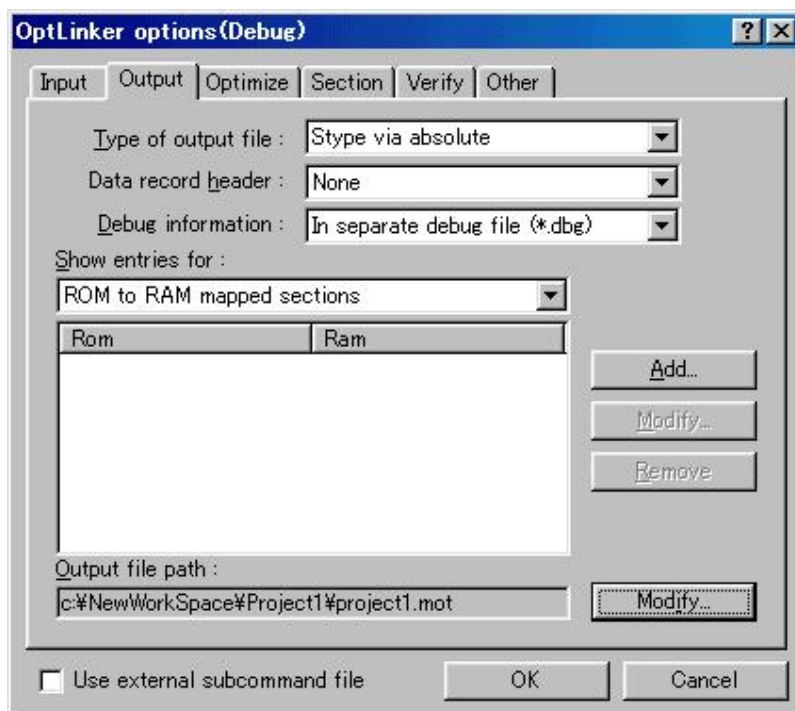 OptLinker options(Debug)
Input Output Optimize Section Verify Other
Type of output file : Stype via absolute
Data record header : None
Debug information : In separate debug file (*.dbg)
Show entries for :
ROM to RAM mapped sections
Rom Ram
Add...
Modify...
Remove
Output file path :
c:¥NewWorkSpace¥Project1¥project1.mot Modify...
Use external subcommand file OK Cancel